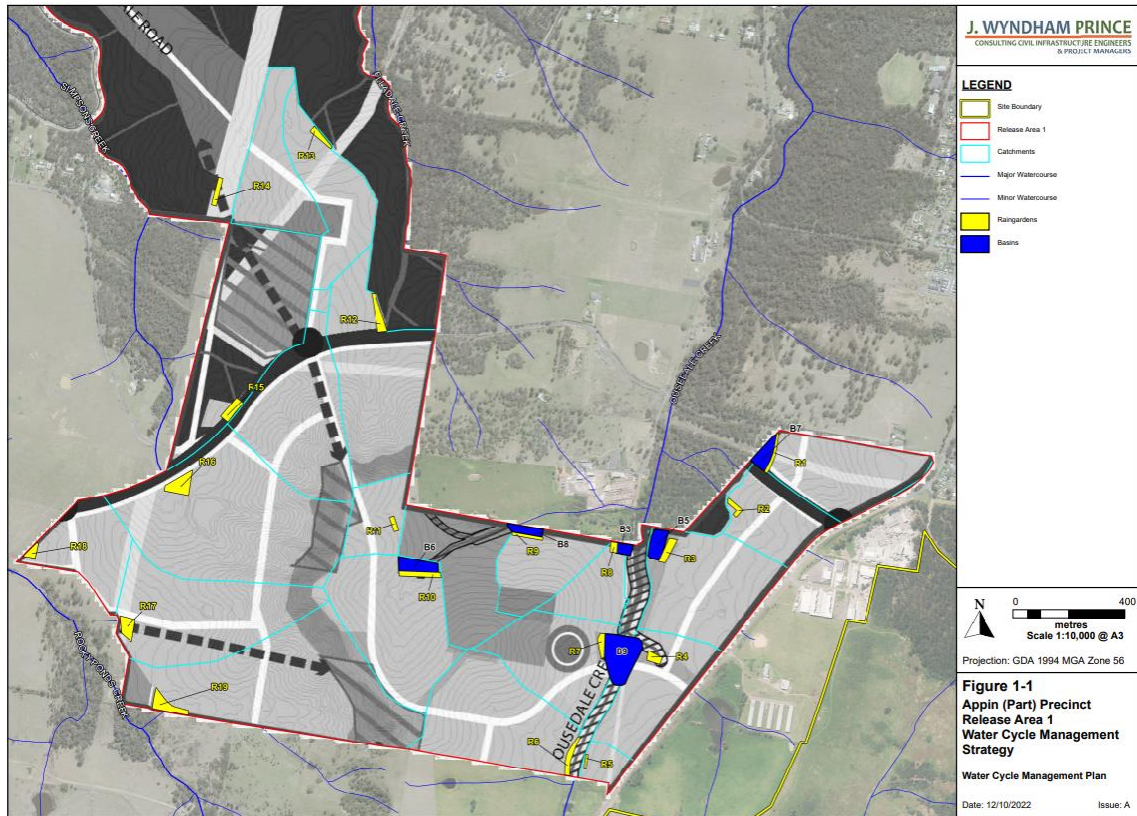 LE ROAD
SIMPSONS CREEK
ELLADALE CREEK
R13
R14
R12
R15
R16
OUSEDALE CREEK
B7
R1
R2
R11
R18
B6
R9
B8
B3
B5
R8
R3
R10
R17
R7
R4
ROCKY PONDS CREEK
R19
OUSEDALE CRE
R6
R5
J. WYNDHAM PRINCE
CONSULTING CIVIL INFRASTRUCTURE ENGINEERS
& PROJECT MANAGERS
LEGEND
Site Boundary
Release Area 1
Catchments
Major Watercourse
Minor Watercourse
Raingardens
Basins
N
0 400
metres
Scale 1:10,000 @ A3
Projection: GDA 1994 MGA Zone 56
Figure 1-1
Appin (Part) Precinct
Release Area 1
Water Cycle Management
Strategy
Water Cycle Management Plan
Date: 12/10/2022 Issue: A